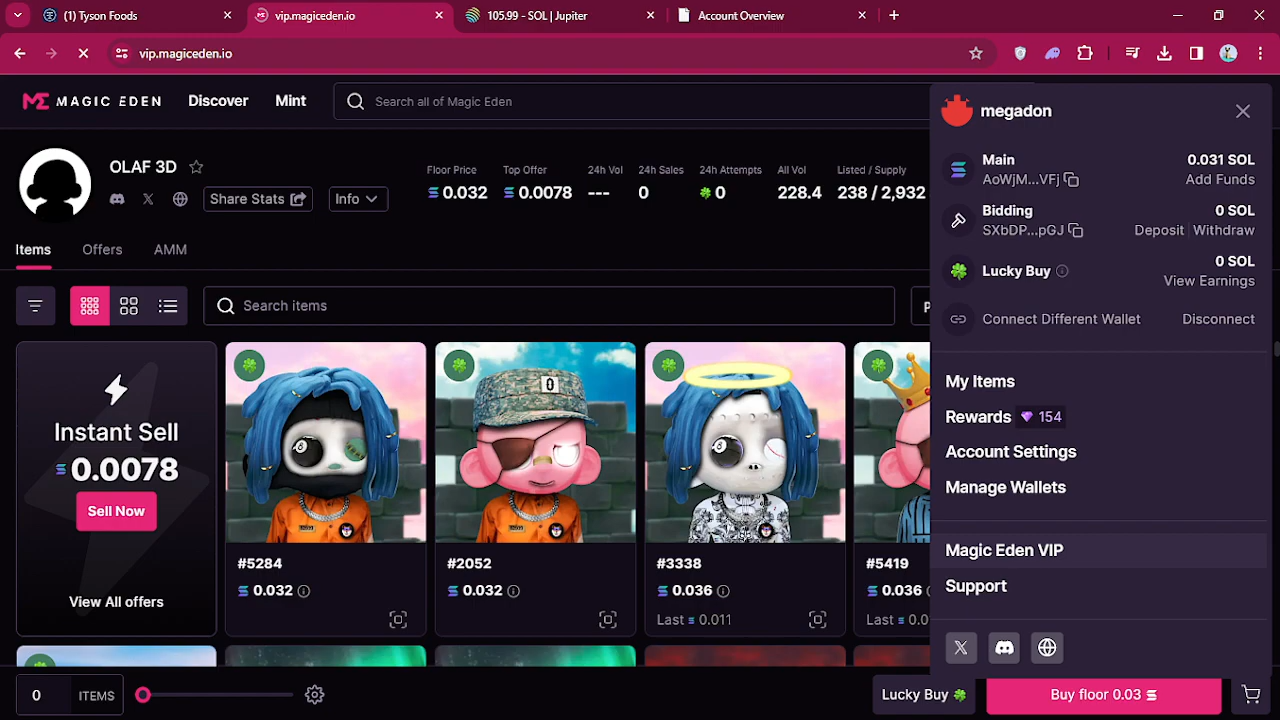 (1) Tyson Foods
vip.magiceden.io
105.99 - SOL | Jupiter
Account Overview
vip.magiceden.io
MAGIC EDEN
Discover
Mint
Search all of Magic Eden
OLAF 3D
Share Stats
Info
Floor Price
0.032
Top Offer
0.0078
24h Vol
---
24h Sales
0
24h Attempts
0
All Vol
228.4
Listed / Supply
238 / 2,932
Items
Offers
AMM
Search items
P
Instant Sell
0.0078
Sell Now
View All offers
#5284
0.032
#2052
0.032
#3338
0.036
Last 0.011
#5419
0.036
Last 0.0
megadon
Main
0.031 SOL
AoWjM...VFj
Add Funds
Bidding
0 SOL
SXbDP...pGJ
Deposit | Withdraw
Lucky Buy
0 SOL
View Earnings
Connect Different Wallet
Disconnect
My Items
Rewards 154
Account Settings
Manage Wallets
Magic Eden VIP
Support
0 ITEMS
Lucky Buy
Buy floor 0.03